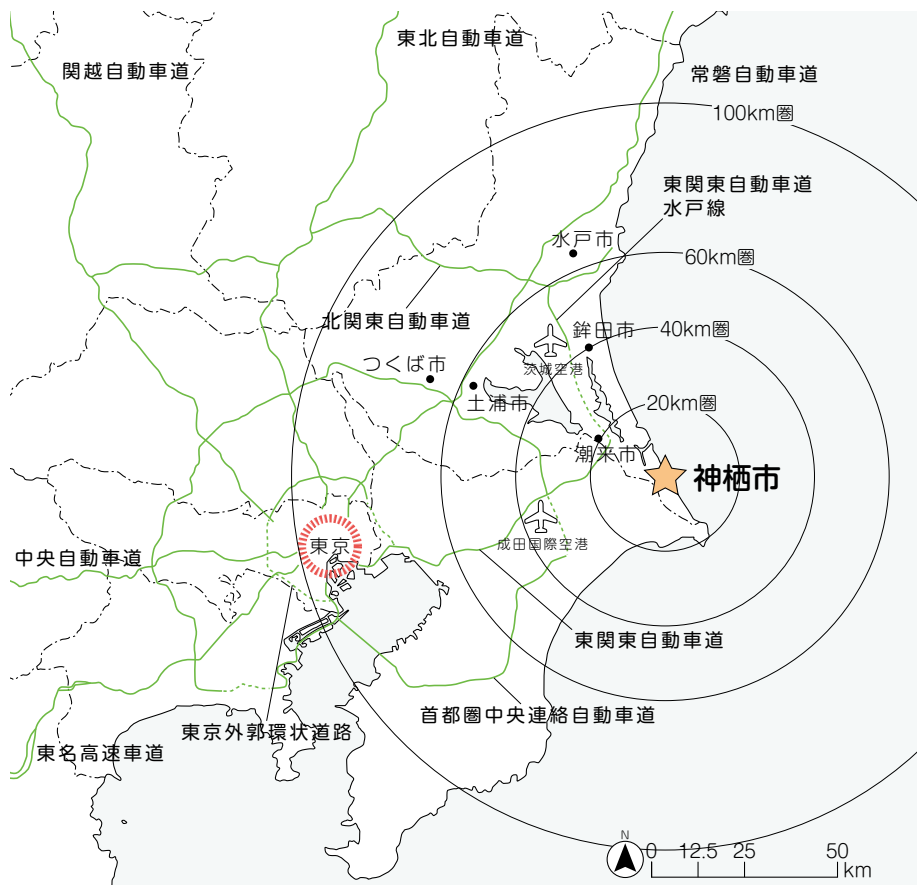 東北自動車道
関越自動車道
常磐自動車道
100km圏
東関東自動車道
水戸線
水戸市
60km圏
北関東自動車道
鉾田市
40km圏
つくば市
茨城空港
土浦市
20km圏
潮来市
神栖市
東京
成田国際空港
中央自動車道
東関東自動車道
首都圏中央連絡自動車道
東京外郭環状道路
東名高速車道
N
0 12.5 25 50
km